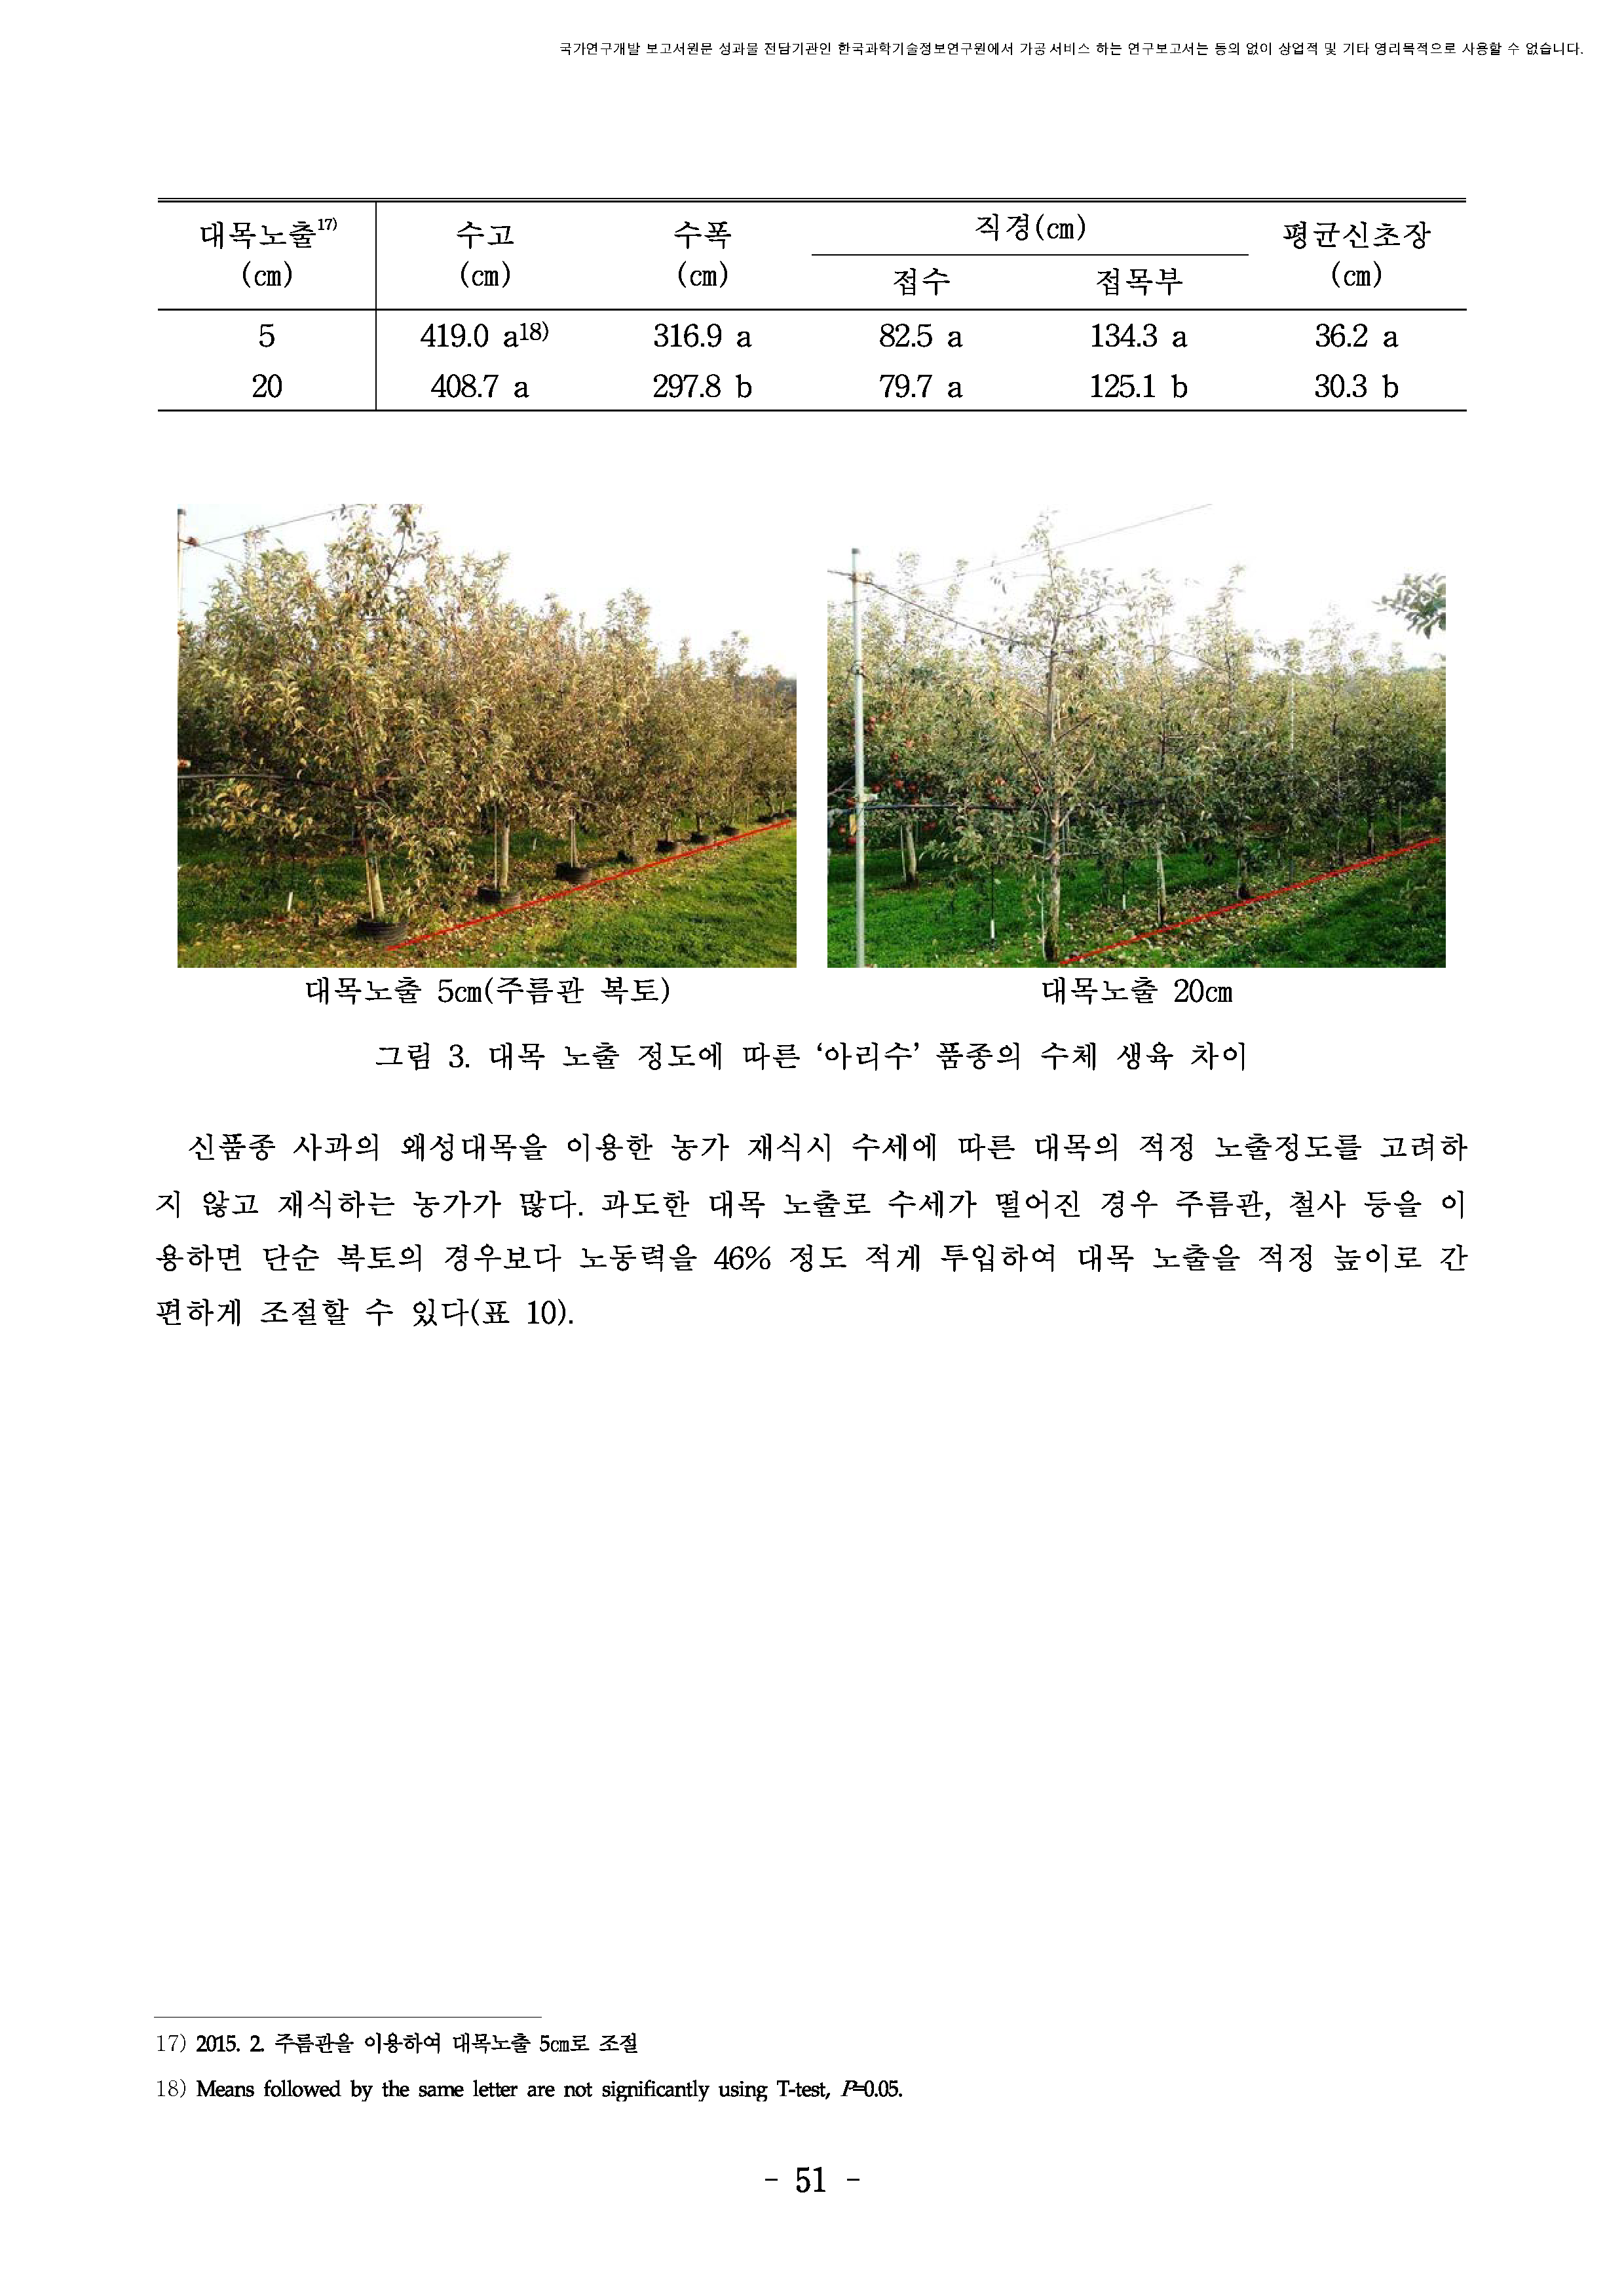 국가연구개발 보고서원문 성과물 전담기관인 한국과학기술정보연구원에서 가공·서비스 하는 연구보고서는 동의 없이 상업적 및 기타 영리목적으로 사용할 수 없습니다.
대목노출17) 수고 수폭 직경(cm) 평균신초장
(cm) (cm) (cm) 접수 접목부 (cm)
5 419.0 a18) 316.9 a 82.5 a 134.3 a 36.2 a
20 408.7 a 297.8 b 79.7 a 125.1 b 30.3 b
대목노출 5cm(주름관 복토) 대목노출 20cm
그림 3. 대목 노출 정도에 따른 ‘아리수’ 품종의 수체 생육 차이
신품종 사과의 왜성대목을 이용한 농가 재식시 수세에 따른 대목의 적정 노출정도를 고려하
지 않고 재식하는 농가가 많다. 과도한 대목 노출로 수세가 떨어진 경우 주름관, 철사 등을 이
용하면 단순 복토의 경우보다 노동력을 46% 정도 적게 투입하여 대목 노출을 적정 높이로 간
편하게 조절할 수 있다(표 10).
17) 2015. 2. 주름관을 이용하여 대목노출 5cm로 조절
18) Means followed by the same letter are not significantly using T-test, P=0.05.
- 51 -